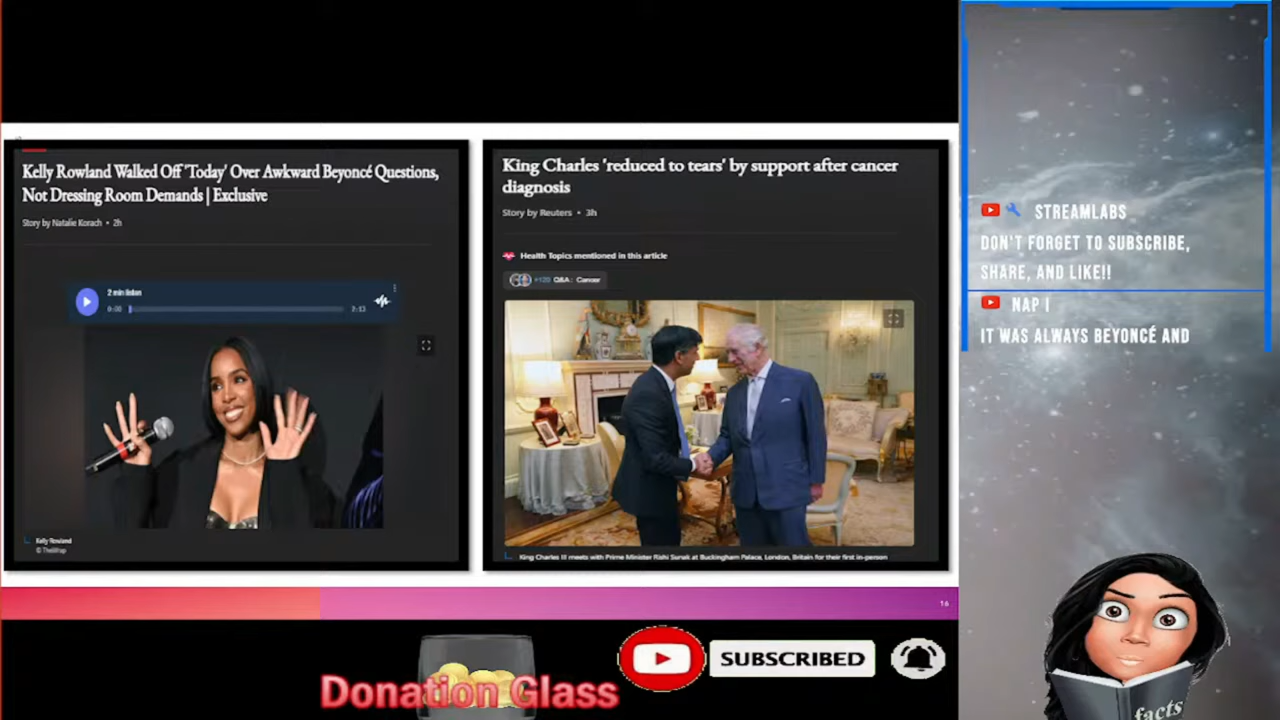 Kelly Rowland Walked Off 'Today' Over Awkward Beyoncé Questions,
Not Dressing Room Demands | Exclusive
Story by Natalie Korach • 2h
2 min listen
0:00
2:13
Kelly Rowland
© TheWrap
King Charles 'reduced to tears' by support after cancer
diagnosis
Story by Reuters • 3h
Health Topics mentioned in this article
+120 Q&A: Cancer
King Charles III meets with Prime Minister Rishi Sunak at Buckingham Palace, London, Britain for their first in-person
16
Donation Glass
SUBSCRIBED
STREAMLABS
DON'T FORGET TO SUBSCRIBE,
SHARE, AND LIKE!!
NAP I
IT WAS ALWAYS BEYONCÉ AND
facts